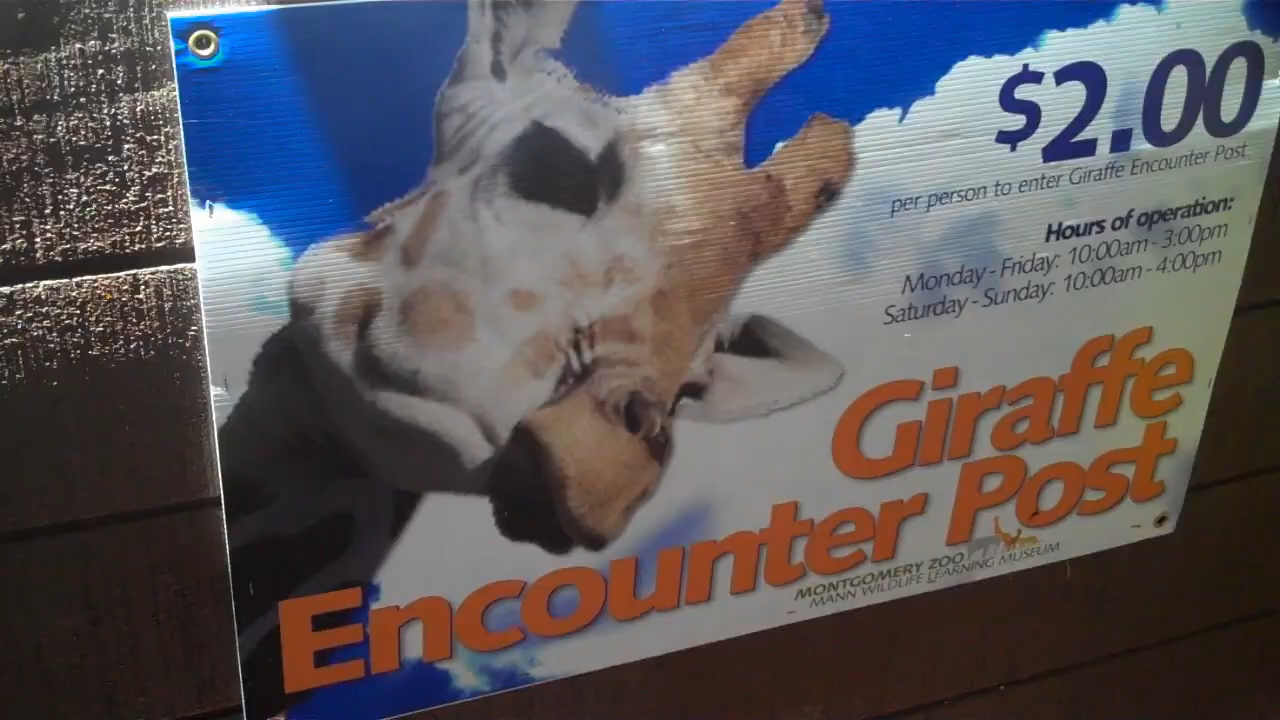 $2.00
per person to enter Giraffe Encounter Post
Hours of operation:
Monday - Friday: 10:00am - 3:00pm
Saturday - Sunday: 10:00am - 4:00pm
Giraffe
Encounter Post
MONTGOMERY ZOO
MANN WILDLIFE LEARNING MUSEUM